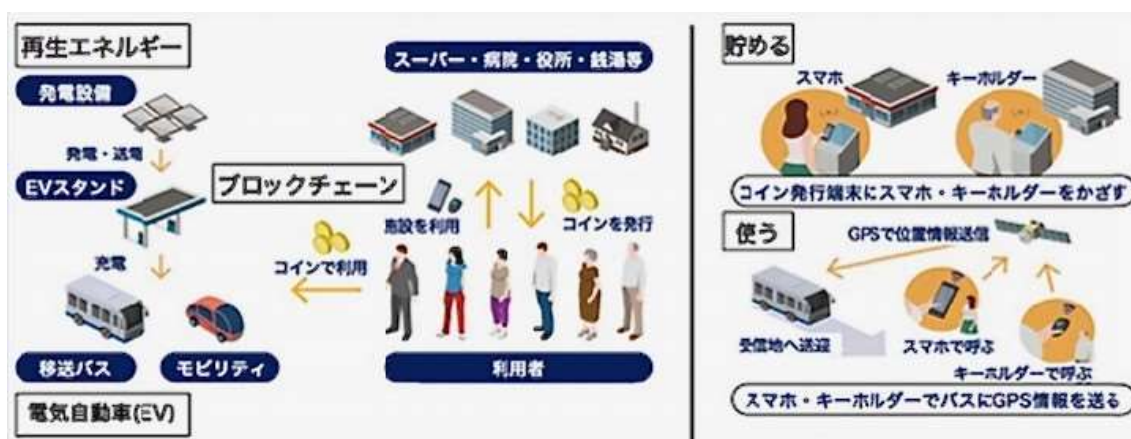 再生エネルギー
発電設備
発電・送電
EVスタンド
充電
移送バス
モビリティ
電気自動車(EV)
ブロックチェーン
スーパー・病院・役所・銭湯等
施設を利用
コインを発行
コインで利用
利用者
貯める
スマホ
キーホルダー
コイン発行端末にスマホ・キーホルダーをかざす
使う
GPSで位置情報送信
受信地へ送迎
スマホで呼ぶ
キーホルダーで呼ぶ
スマホ・キーホルダーでバスにGPS情報を送る